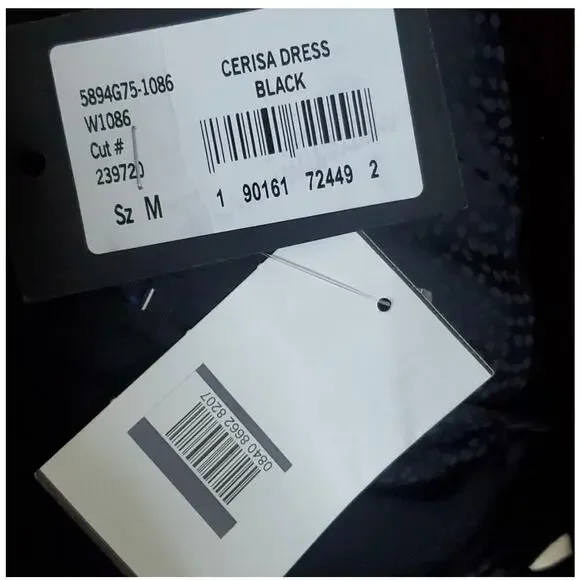 CERISA DRESS
BLACK
5894G75-1086
W1086
Cut #
239720
Sz M
1 90161 72449 2
0840 8662 8207